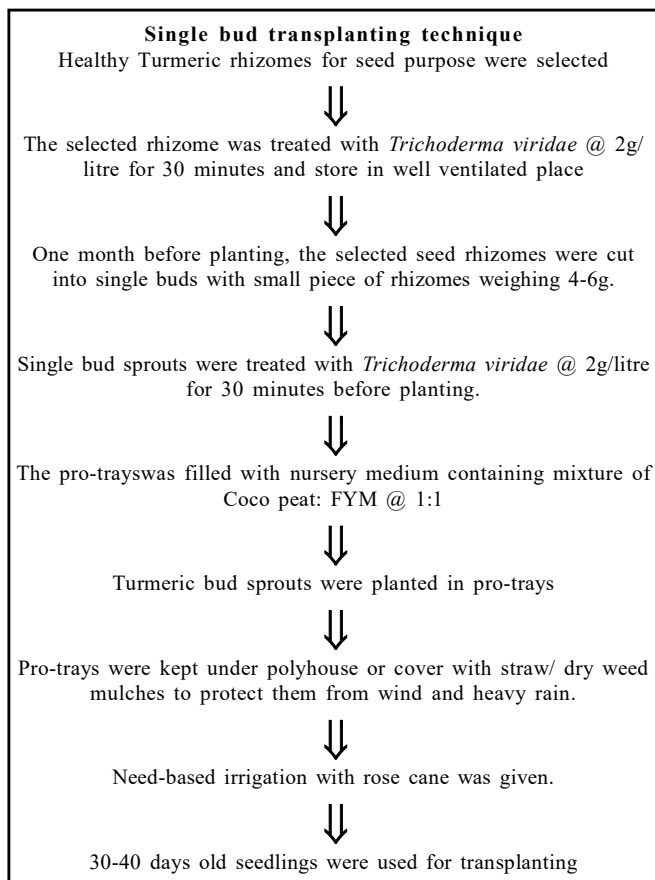 Single bud transplanting technique
Healthy Turmeric rhizomes for seed purpose were selected
The selected rhizome was treated with Trichoderma viridae @ 2g/
litre for 30 minutes and store in well ventilated place
One month before planting, the selected seed rhizomes were cut
into single buds with small piece of rhizomes weighing 4-6g.
Single bud sprouts were treated with Trichoderma viridae @ 2g/litre
for 30 minutes before planting.
The pro-trayswas filled with nursery medium containing mixture of
Coco peat: FYM @ 1:1
Turmeric bud sprouts were planted in pro-trays
Pro-trays were kept under polyhouse or cover with straw/ dry weed
mulches to protect them from wind and heavy rain.
Need-based irrigation with rose cane was given.
30-40 days old seedlings were used for transplanting